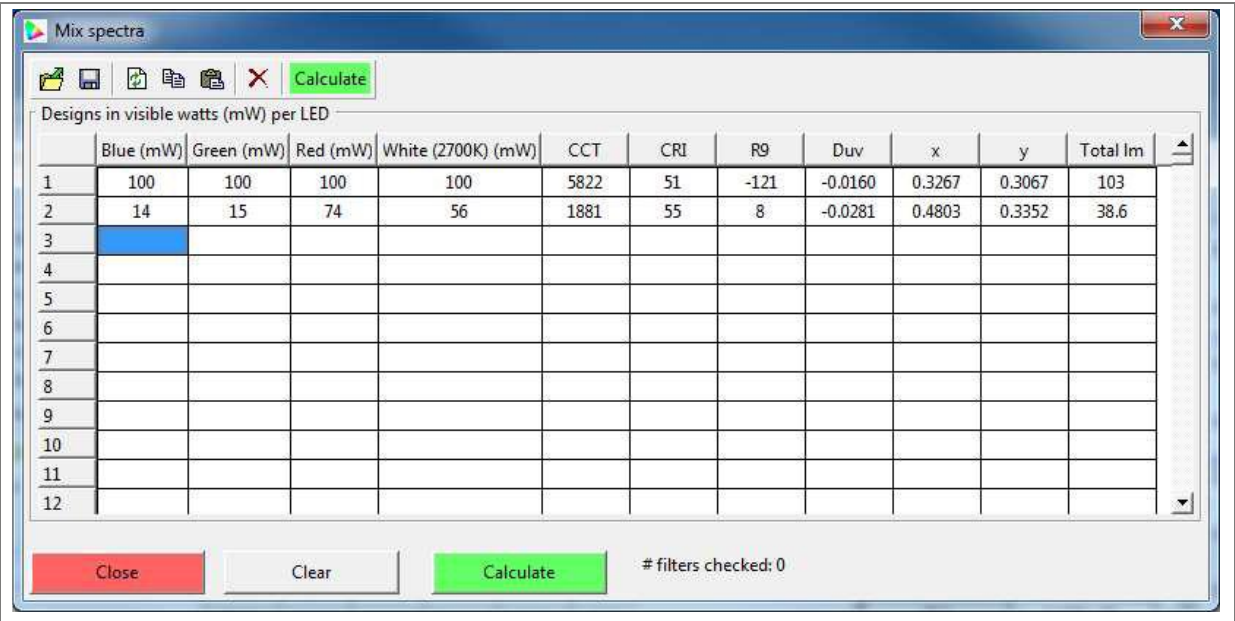 Mix spectra
Calculate
Designs in visible watts (mW) per LED
Blue (mW) Green (mW) Red (mW) White (2700K) (mW) CCT CRI R9 Duv x y Total lm
1 100 100 100 100 5822 51 -121 -0.0160 0.3267 0.3067 103
2 14 15 74 56 1881 55 8 -0.0281 0.4803 0.3352 38.6
3
4
5
6
7
8
9
10
11
12
Close Clear Calculate # filters checked: 0